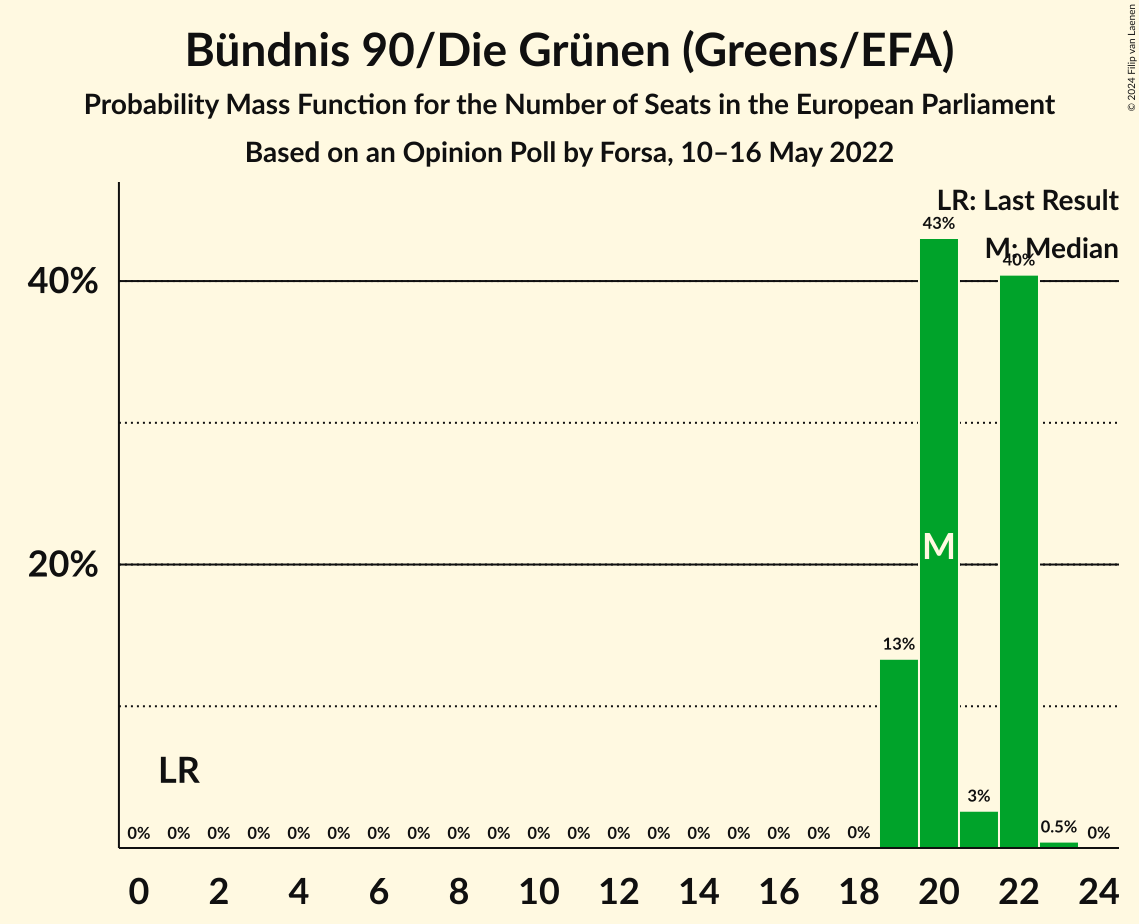 Bündnis 90/Die Grünen (Greens/EFA)
Probability Mass Function for the Number of Seats in the European Parliament
Based on an Opinion Poll by Forsa, 10–16 May 2022
© 2024 Filip van Laenen
LR: Last Result
M: Median
43%
40%
40%
M
20%
13%
LR
3%
0% 0% 0% 0% 0% 0% 0% 0% 0% 0% 0% 0% 0% 0% 0% 0% 0% 0% 0% 0.5% 0%
0 2 4 6 8 10 12 14 16 18 20 22 24